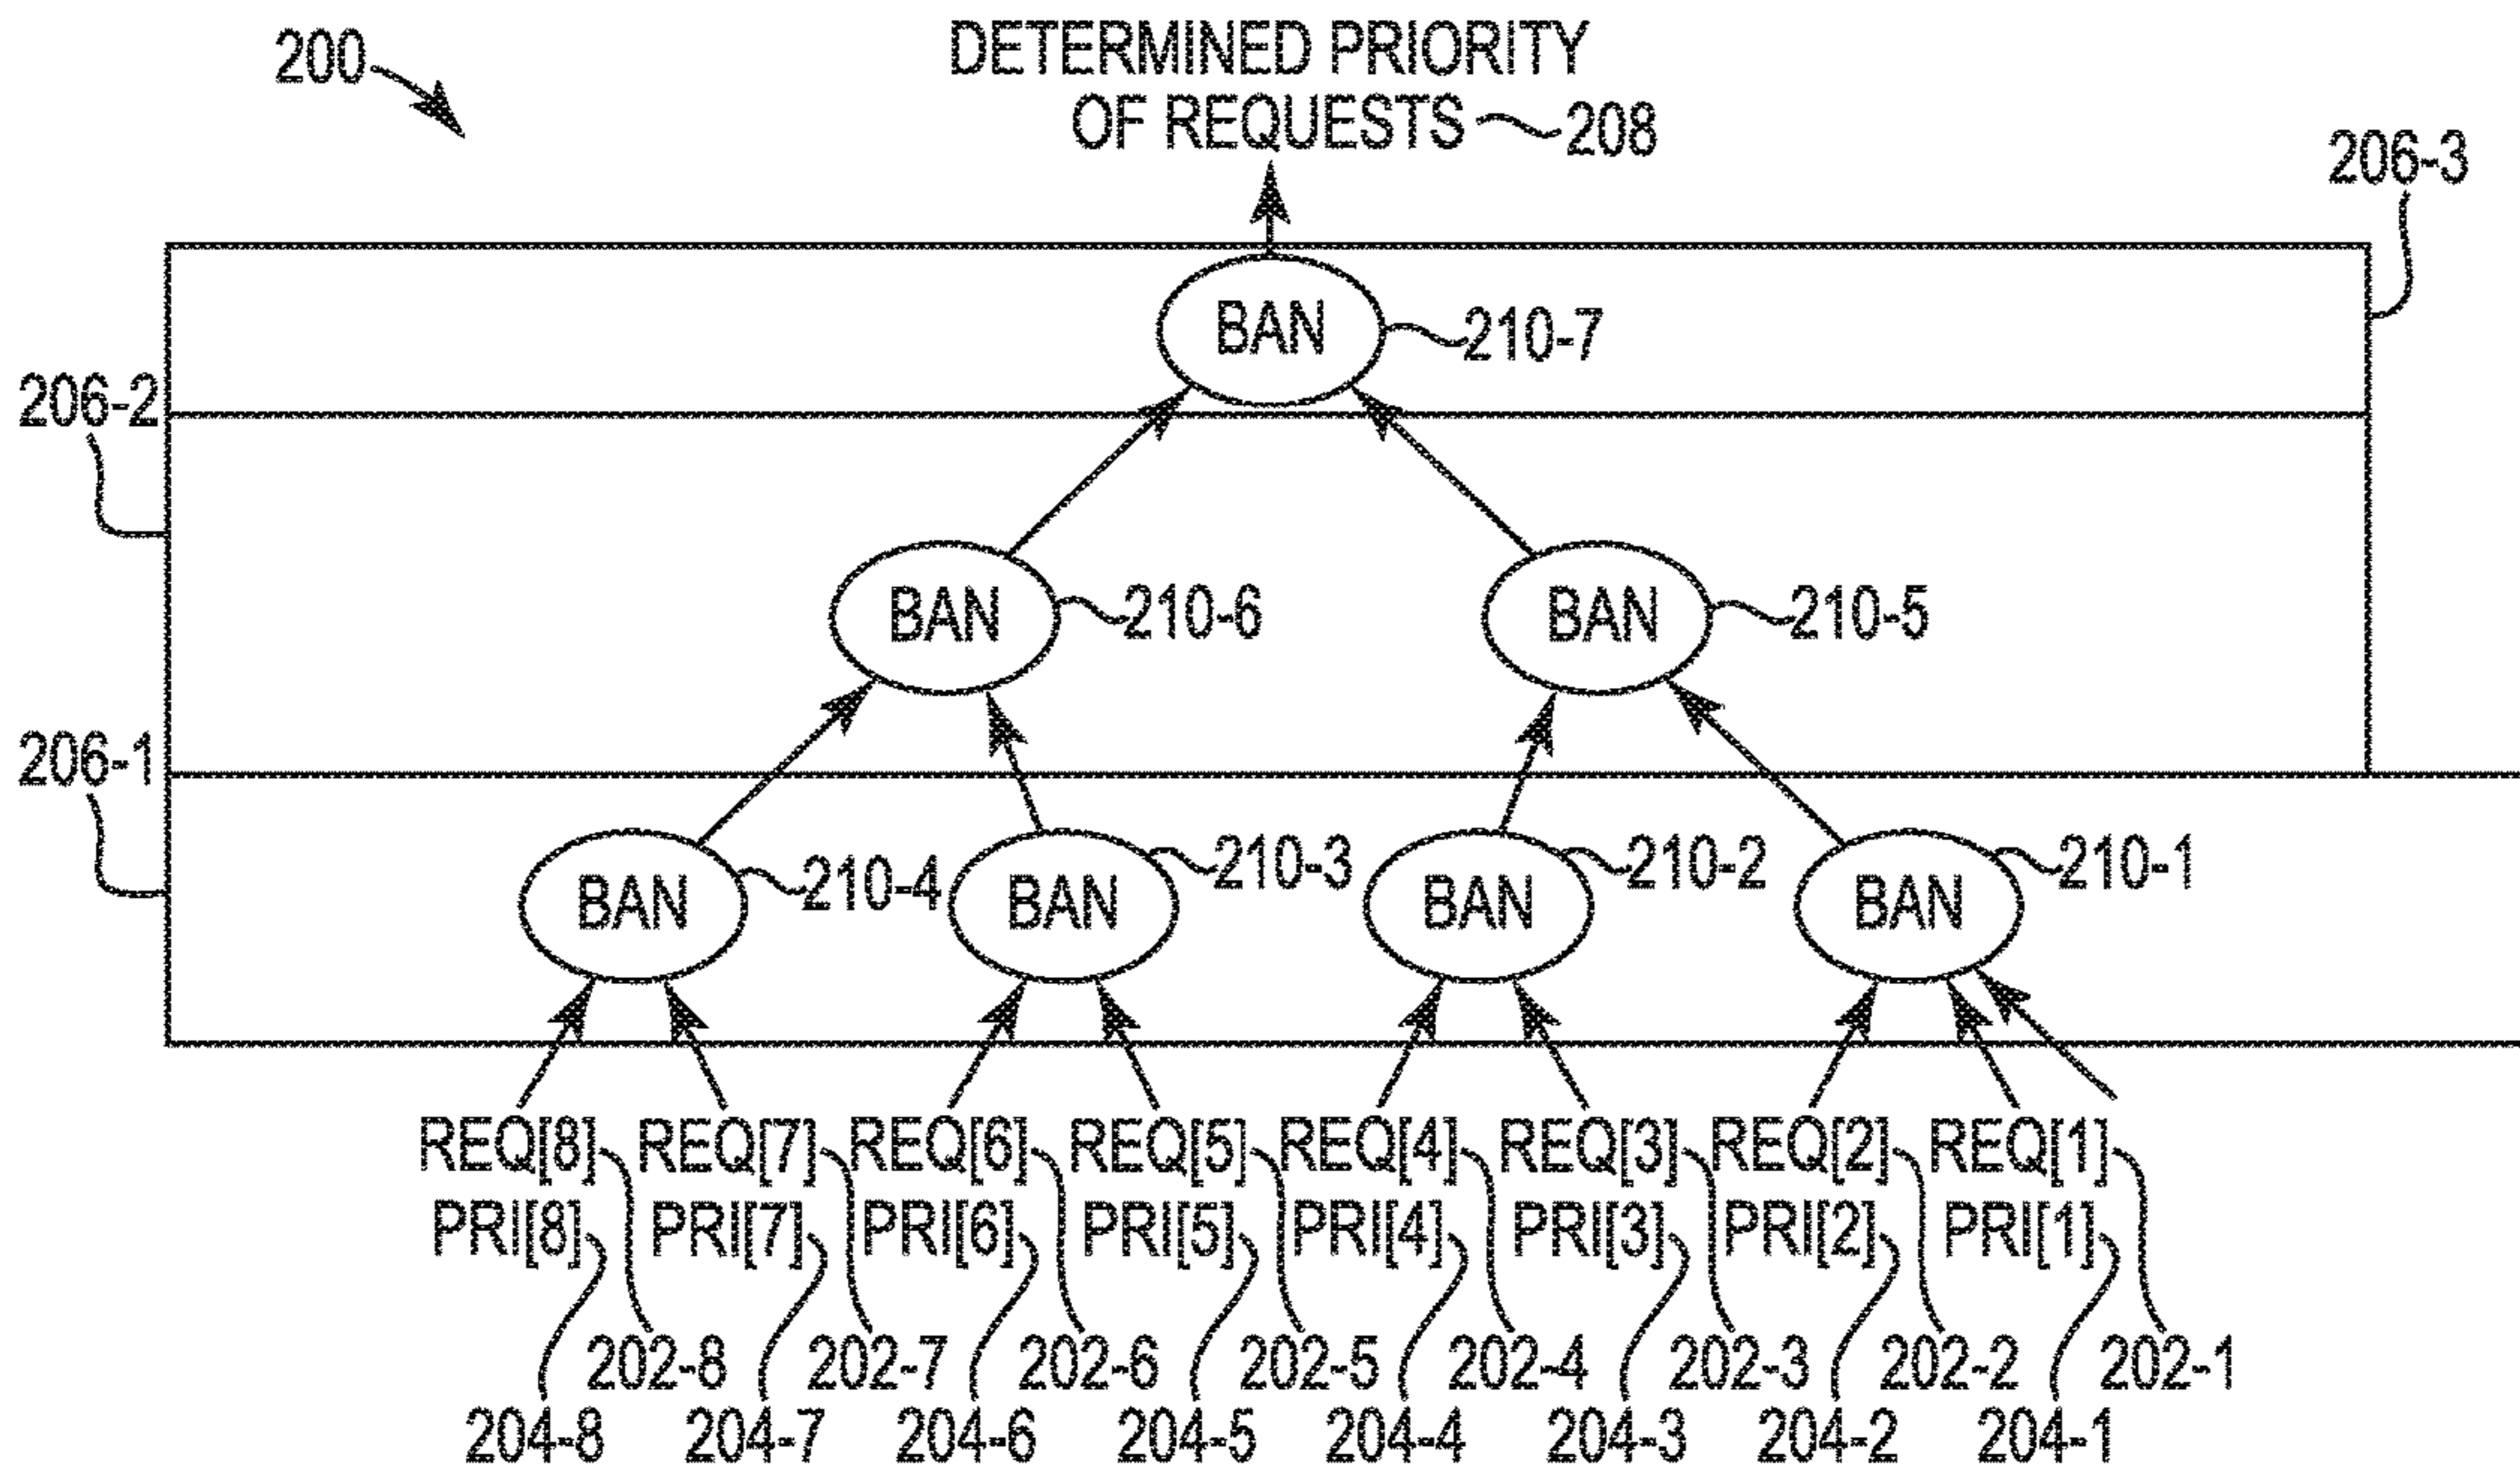 200
DETERMINED PRIORITY
OF REQUESTS 208
206-3
BAN 210-7
206-2
BAN 210-6 BAN 210-5
206-1
BAN 210-4 BAN 210-3 BAN 210-2 BAN 210-1
REQ[8] REQ[7] REQ[6] REQ[5] REQ[4] REQ[3] REQ[2] REQ[1]
PRI[8] PRI[7] PRI[6] PRI[5] PRI[4] PRI[3] PRI[2] PRI[1]
202-8 202-7 202-6 202-5 202-4 202-3 202-2 202-1
204-8 204-7 204-6 204-5 204-4 204-3 204-2 204-1